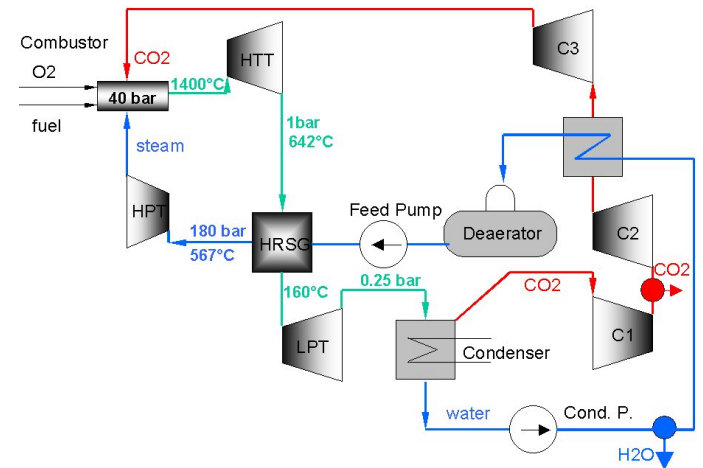 Combustor
O2
fuel
CO2
40 bar
1400°C
HTT
C3
1bar
642°C
steam
HPT
180 bar
567°C
HRSG
Feed Pump
Deaerator
C2
CO2
160°C
0.25 bar
CO2
LPT
Condenser
C1
water
Cond. P.
H2O